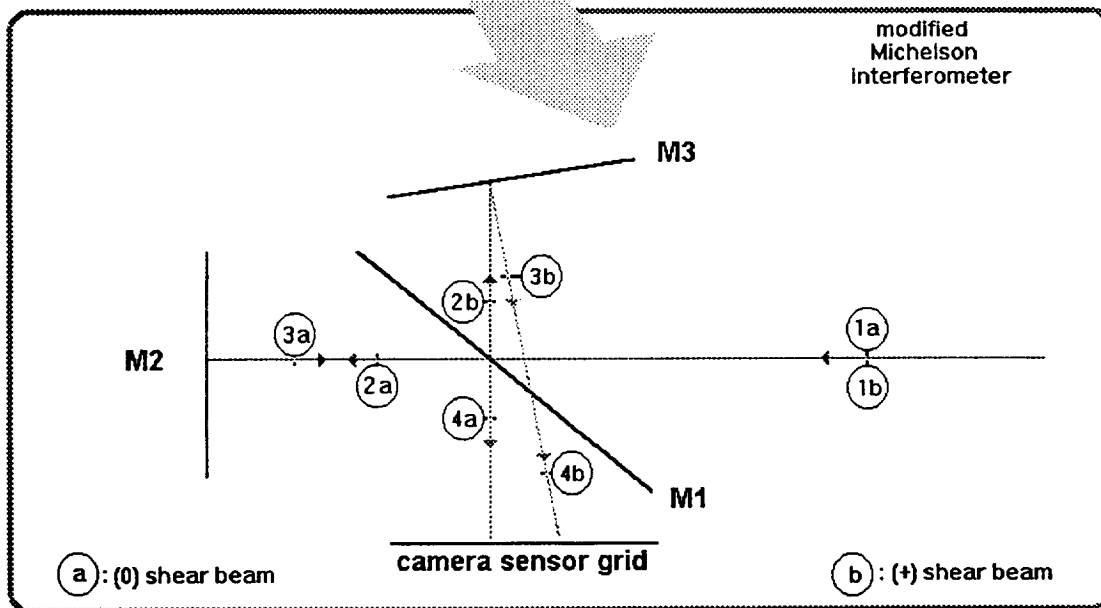 modified
Michelson
interferometer
M3
3b
2b
3a
1a
M2
2a
1b
4a
4b
M1
camera sensor grid
a : (0) shear beam
b : (+) shear beam